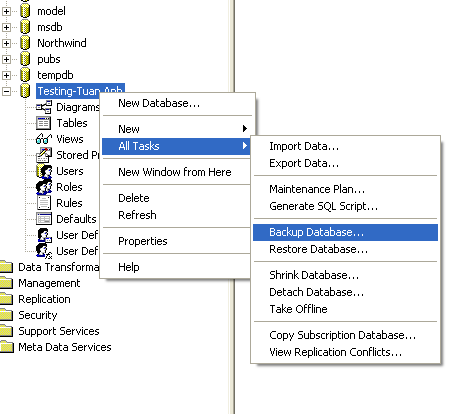 model
msdb
Northwind
pubs
tempdb
Testing-Tuan Anh
Diagrams
Tables
Views
Stored Pr
Users
Roles
Rules
Defaults
User Def
User Def
Data Transforma
Management
Replication
Security
Support Services
Meta Data Services
New Database...
New
All Tasks
New Window from Here
Delete
Refresh
Properties
Help
Import Data...
Export Data...
Maintenance Plan...
Generate SQL Script...
Backup Database...
Restore Database...
Shrink Database...
Detach Database...
Take Offline
Copy Subscription Database...
View Replication Conflicts...